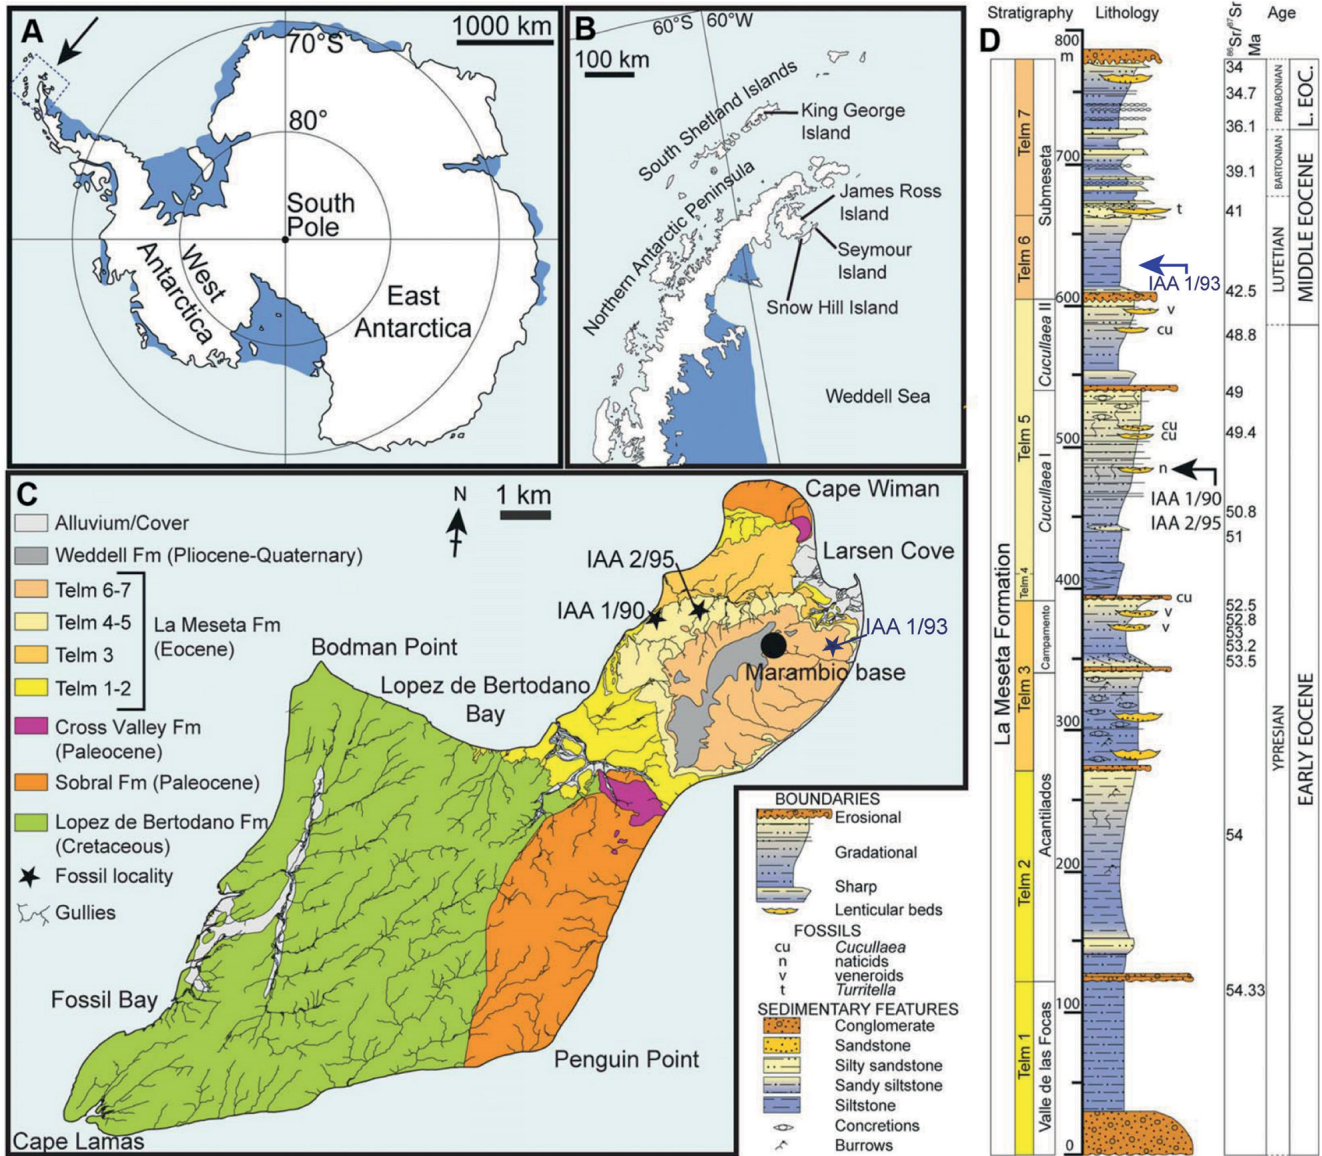 A
1000 km
70°S
80°
South
Pole
West
Antarctica
East
Antarctica
B
60°S 60°W
100 km
South Shetland Islands
King George
Island
Northern Antarctic Peninsula
James Ross
Island
Seymour
Island
Snow Hill Island
Weddell Sea
C
N
1 km
Alluvium/Cover
Weddell Fm (Pliocene-Quaternary)
Telm 6-7
Telm 4-5
Telm 3
Telm 1-2
La Meseta Fm
(Eocene)
Cross Valley Fm
(Paleocene)
Sobral Fm (Paleocene)
Lopez de Bertodano Fm
(Cretaceous)
Fossil locality
Gullies
Cape Wiman
Larsen Cove
IAA 2/95
IAA 1/90
IAA 1/93
Marambio base
Bodman Point
Lopez de Bertodano
Bay
Fossil Bay
Penguin Point
Cape Lamas
BOUNDARIES
Erosional
Gradational
Sharp
Lenticular beds
FOSSILS
cu Cucullaea
n naticids
v veneroids
t Turritella
SEDIMENTARY FEATURES
Conglomerate
Sandstone
Silty sandstone
Sandy siltstone
Siltstone
Concretions
Burrows
D
Stratigraphy
Lithology
86Sr/87Sr
Ma
Age
La Meseta Formation
Telm 7
Telm 6
Telm 5
Telm 4
Telm 3
Telm 2
Telm 1
Submeseta
Cucullaea II
Cucullaea I
Campamento
Acantilados
Valle de las Focas
800
m
700
600
500
400
300
200
100
0
t
IAA 1/93
v
cu
cu
cu
n
IAA 1/90
IAA 2/95
cu
v
v
34
34.7
36.1
39.1
41
42.5
48.8
49
49.4
50.8
51
52.5
52.8
53
53.2
53.5
54
54.33
PRIABONIAN
BARTONIAN
LUTETIAN
YPRESIAN
L. EOC.
MIDDLE EOCENE
EARLY EOCENE